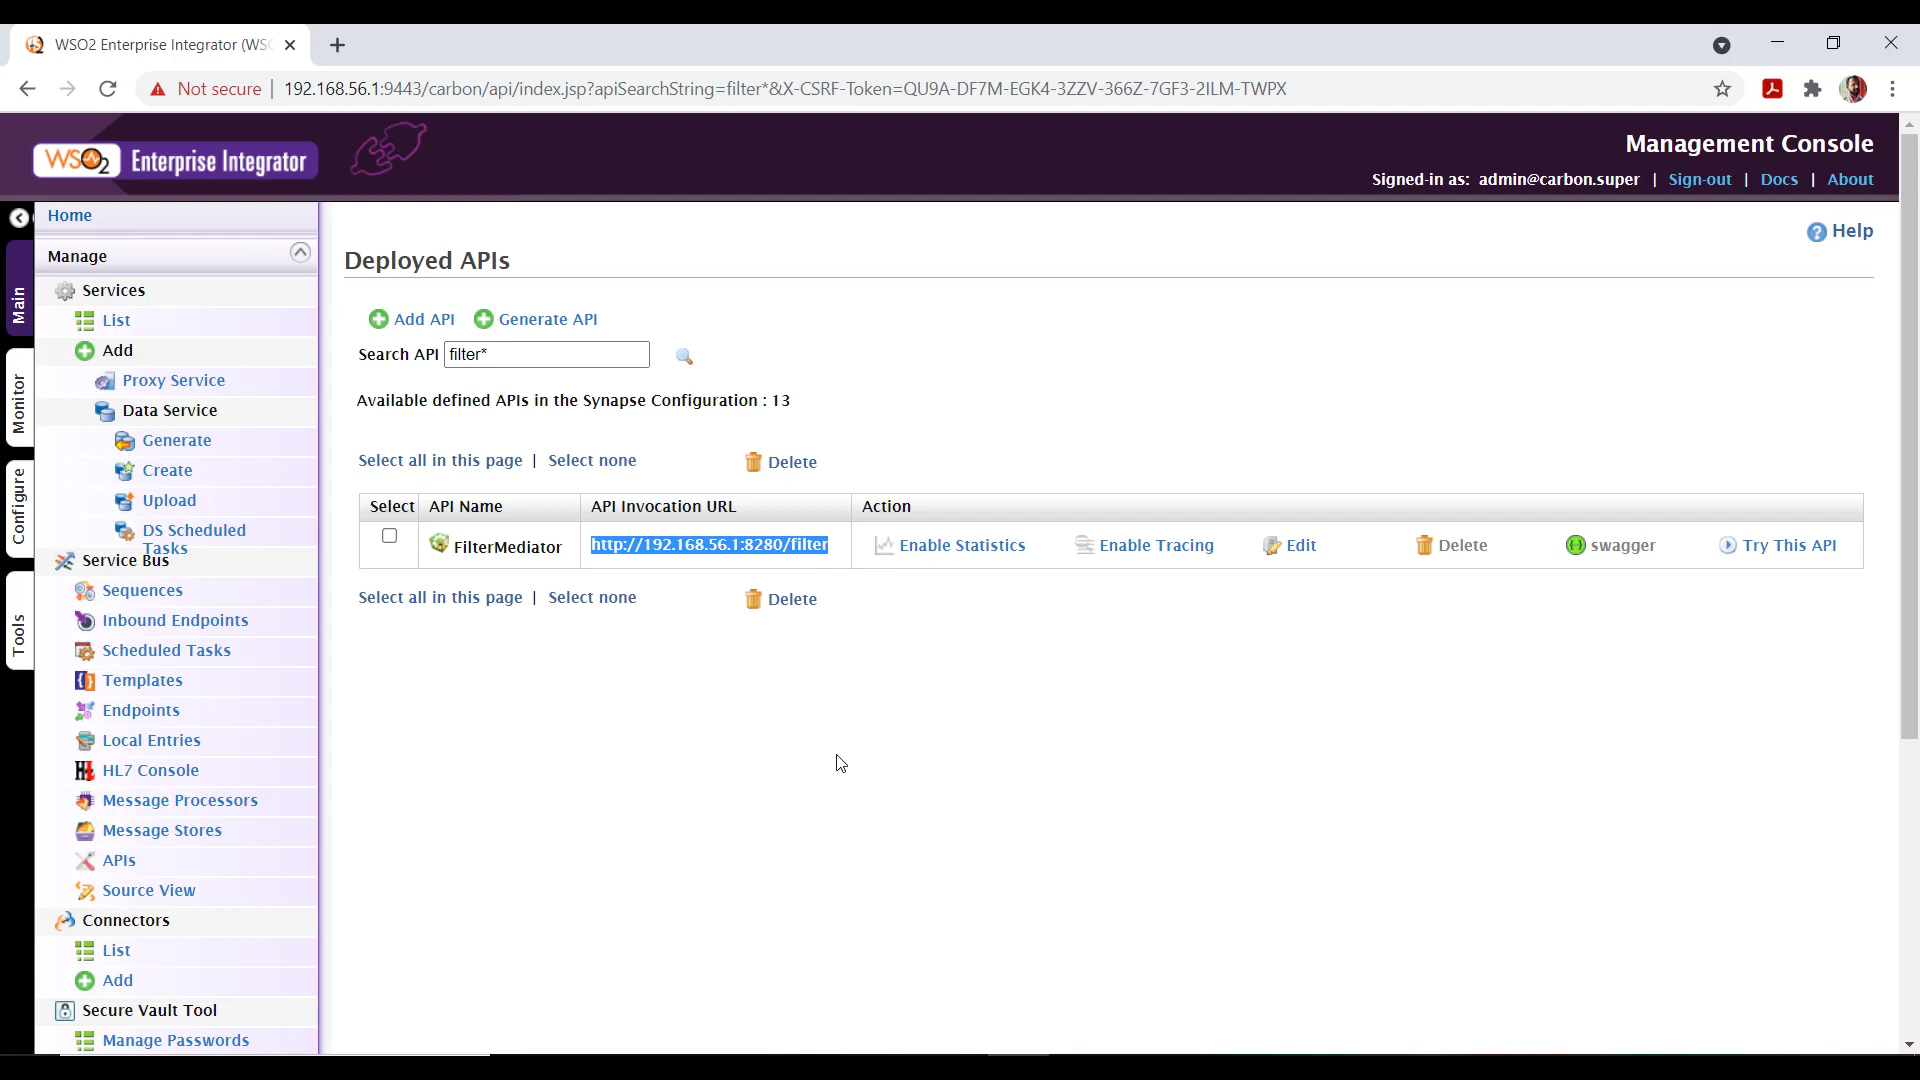 WSO2 Enterprise Integrator (WSO
Not secure
192.168.56.1:9443/carbon/api/index.jsp?apiSearchString=filter*&X-CSRF-Token=QU9A-DF7M-EGK4-3ZZV-366Z-7GF3-2ILM-TWPX
WSO2 Enterprise Integrator
Management Console
Signed-in as: admin@carbon.super | Sign-out | Docs | About
Main
Monitor
Configure
Tools
Home
Manage
Services
List
Add
Proxy Service
Data Service
Generate
Create
Upload
DS Scheduled
Tasks
Service Bus
Sequences
Inbound Endpoints
Scheduled Tasks
Templates
Endpoints
Local Entries
HL7 Console
Message Processors
Message Stores
APIs
Source View
Connectors
List
Add
Secure Vault Tool
Manage Passwords
Help
Deployed APIs
Add API Generate API
Search API filter*
Available defined APIs in the Synapse Configuration : 13
Select all in this page | Select none Delete
Select API Name API Invocation URL Action
FilterMediator http://192.168.56.1:8280/filter Enable Statistics Enable Tracing Edit Delete swagger Try This API
Select all in this page | Select none Delete